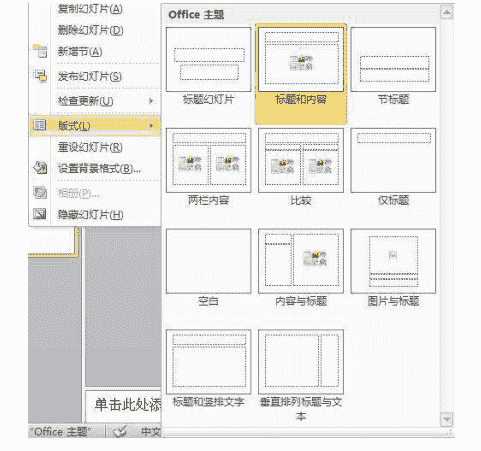 复制幻灯片(A)
删除幻灯片(D)
新增节(A)
发布幻灯片(S)
检查更新(U)
版式(L)
重设幻灯片(R)
设置背景格式(B)...
相册(P)...
隐藏幻灯片(H)
Office 主题
标题幻灯片
标题和内容
节标题
两栏内容
比较
仅标题
空白
内容与标题
图片与标题
标题和竖排文字
垂直排列标题与文
本
单击此处添
"Office 主题"
中文